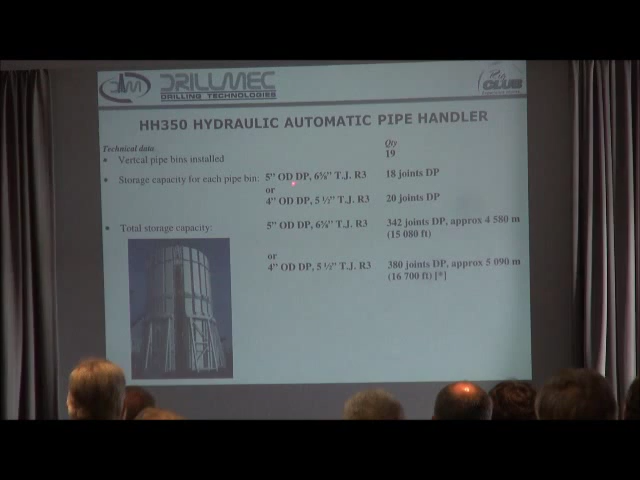 DRILLMEC
DRILLING TECHNOLOGIES
CLUB
HH350 HYDRAULIC AUTOMATIC PIPE HANDLER
Technical data
Qty
• Vertcal pipe bins installed 19
• Storage capacity for each pipe bin: 5" OD DP, 6⅝" T.J. R3 18 joints DP
or
4" OD DP, 5 ½" T.J. R3 20 joints DP
• Total storage capacity: 5" OD DP, 6⅝" T.J. R3 342 joints DP, approx 4 580 m
(15 080 ft)
or
4" OD DP, 5 ½" T.J. R3 380 joints DP, approx 5 090 m
(16 700 ft) [*]